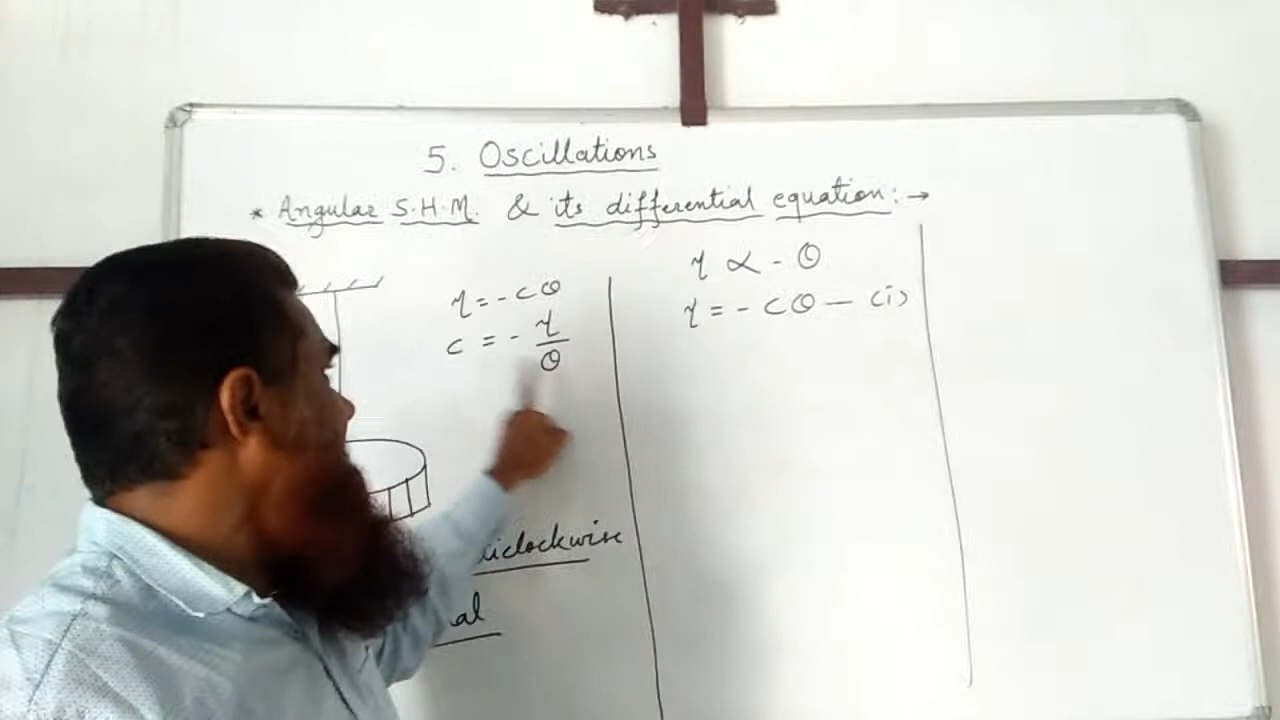 5. Oscillations
* Angular S.H.M. & its differential equation:→
τ = - cθ
c = - τ/θ
τ ∝ - θ
τ = - cθ — (i)